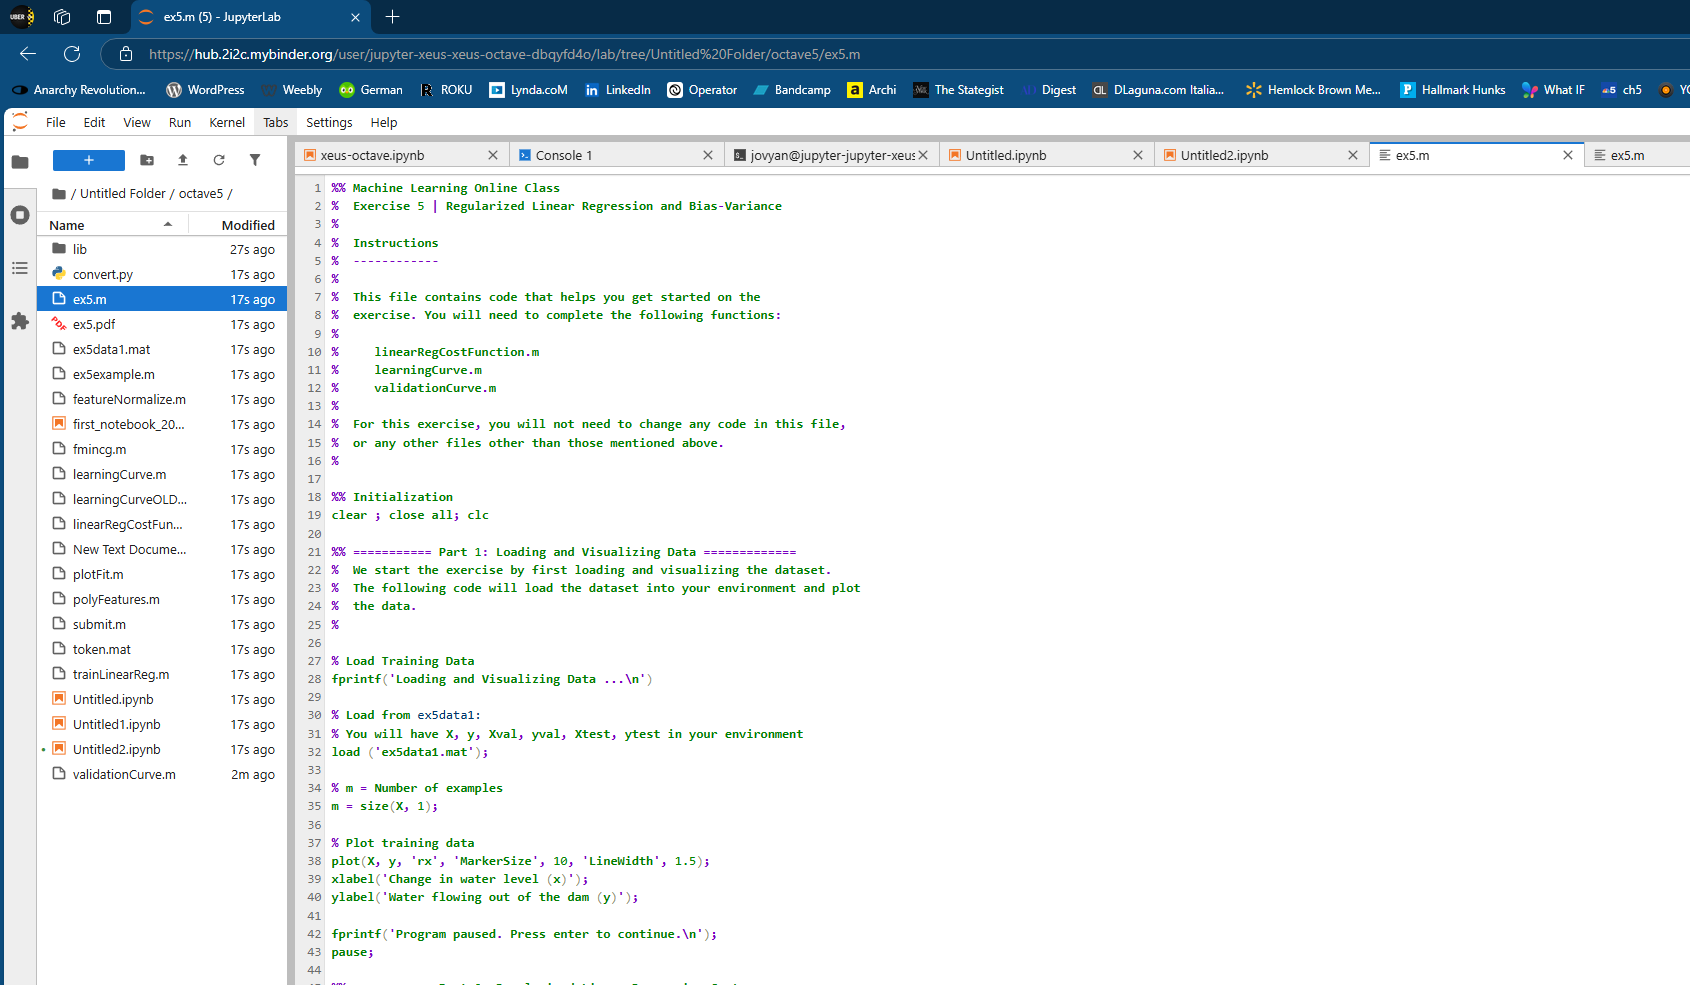 UBER
ex5.m (5) - JupyterLab
https://hub.2i2c.mybinder.org/user/jupyter-xeus-xeus-octave-dbqyfd4o/lab/tree/Untitled%20Folder/octave5/ex5.m
Anarchy Revolution... WordPress Weebly German ROKU Lynda.coM LinkedIn Operator Bandcamp Archi The Stategist Digest DLaguna.com Italia... Hemlock Brown Me... Hallmark Hunks What IF ch5
File Edit View Run Kernel Tabs Settings Help
xeus-octave.ipynb Console 1 jovyan@jupyter-jupyter-xeus Untitled.ipynb Untitled2.ipynb ex5.m ex5.m
/ Untitled Folder / octave5 /
Name Modified
lib 27s ago
convert.py 17s ago
ex5.m 17s ago
ex5.pdf 17s ago
ex5data1.mat 17s ago
ex5example.m 17s ago
featureNormalize.m 17s ago
first_notebook_20... 17s ago
fmincg.m 17s ago
learningCurve.m 17s ago
learningCurveOLD... 17s ago
linearRegCostFun... 17s ago
New Text Docume... 17s ago
plotFit.m 17s ago
polyFeatures.m 17s ago
submit.m 17s ago
token.mat 17s ago
trainLinearReg.m 17s ago
Untitled.ipynb 17s ago
Untitled1.ipynb 17s ago
Untitled2.ipynb 17s ago
validationCurve.m 2m ago
1 %% Machine Learning Online Class
2 %  Exercise 5 | Regularized Linear Regression and Bias-Variance
3 %
4 %  Instructions
5 %  ------------
6 %
7 %  This file contains code that helps you get started on the
8 %  exercise. You will need to complete the following functions:
9 %
10 %     linearRegCostFunction.m
11 %     learningCurve.m
12 %     validationCurve.m
13 %
14 %  For this exercise, you will not need to change any code in this file,
15 %  or any other files other than those mentioned above.
16 %
17
18 %% Initialization
19 clear ; close all; clc
20
21 %% =========== Part 1: Loading and Visualizing Data =============
22 %  We start the exercise by first loading and visualizing the dataset.
23 %  The following code will load the dataset into your environment and plot
24 %  the data.
25 %
26
27 % Load Training Data
28 fprintf('Loading and Visualizing Data ...\n')
29
30 % Load from ex5data1:
31 % You will have X, y, Xval, yval, Xtest, ytest in your environment
32 load ('ex5data1.mat');
33
34 % m = Number of examples
35 m = size(X, 1);
36
37 % Plot training data
38 plot(X, y, 'rx', 'MarkerSize', 10, 'LineWidth', 1.5);
39 xlabel('Change in water level (x)');
40 ylabel('Water flowing out of the dam (y)');
41
42 fprintf('Program paused. Press enter to continue.\n');
43 pause;
44